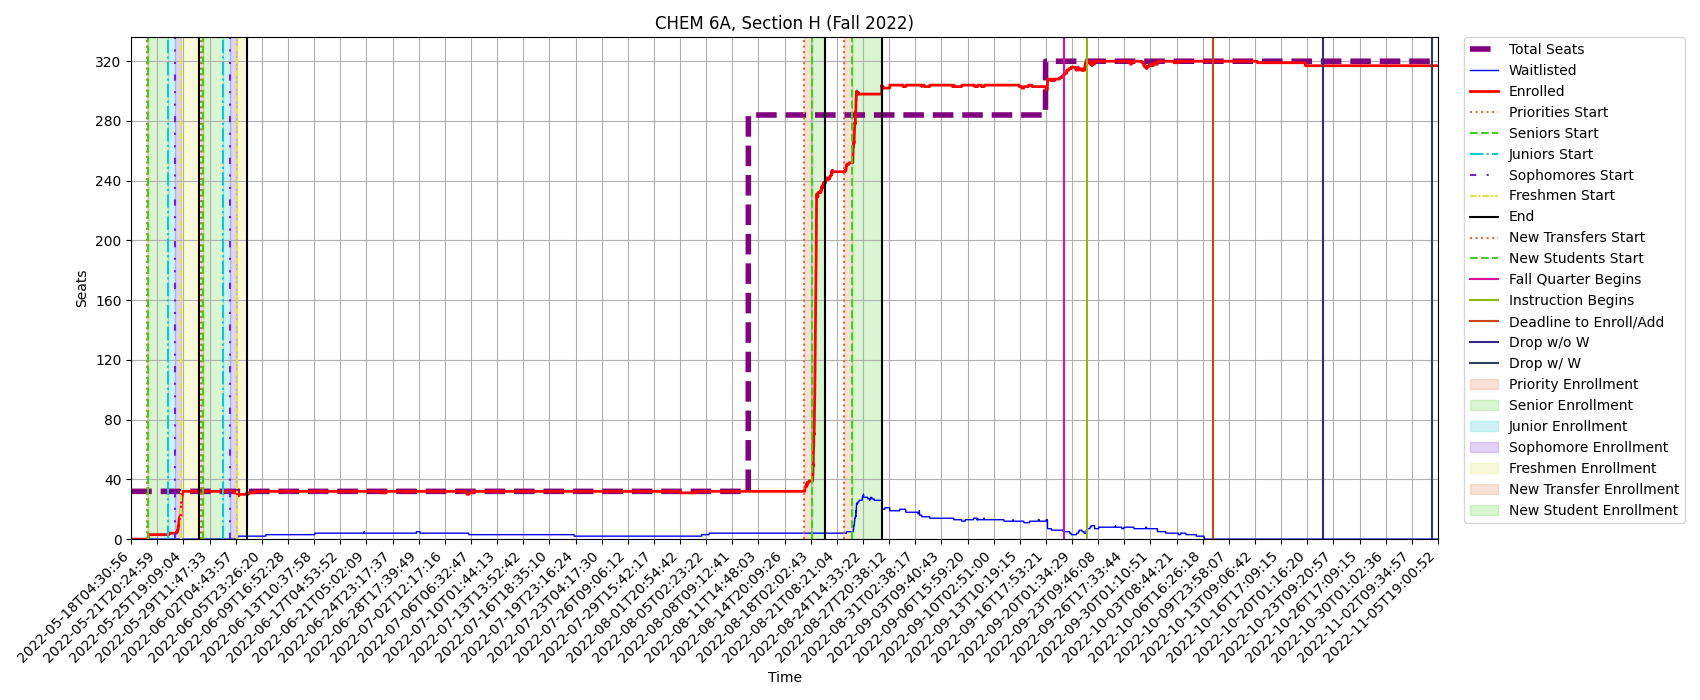 CHEM 6A, Section H (Fall 2022)
Seats
320
280
240
200
160
120
80
40
0
2022-05-18T04:30:56
2022-05-21T20:24:59
2022-05-25T19:09:04
2022-05-29T11:47:33
2022-06-02T04:43:57
2022-06-05T23:26:20
2022-06-09T16:52:28
2022-06-13T10:37:58
2022-06-17T04:53:52
2022-06-21T05:02:09
2022-06-24T23:17:37
2022-06-28T17:39:49
2022-07-02T12:17:16
2022-07-06T06:32:47
2022-07-10T01:44:13
2022-07-13T13:52:42
2022-07-16T18:35:10
2022-07-19T23:16:24
2022-07-23T04:17:30
2022-07-26T09:06:12
2022-07-29T15:42:17
2022-08-01T20:54:42
2022-08-05T02:23:22
2022-08-08T09:12:41
2022-08-11T14:48:03
2022-08-14T20:09:26
2022-08-18T02:02:43
2022-08-21T08:21:04
2022-08-24T14:33:22
2022-08-27T20:38:12
2022-08-31T02:38:17
2022-09-03T09:40:43
2022-09-06T15:59:20
2022-09-10T02:51:00
2022-09-13T10:19:15
2022-09-16T17:53:21
2022-09-20T01:34:29
2022-09-23T09:46:08
2022-09-26T17:33:44
2022-09-30T01:10:51
2022-10-03T08:44:21
2022-10-06T16:26:18
2022-10-09T23:58:07
2022-10-13T09:06:42
2022-10-16T17:09:15
2022-10-20T01:16:20
2022-10-23T09:20:57
2022-10-26T17:09:15
2022-10-30T01:02:36
2022-11-02T09:34:57
2022-11-05T19:00:52
Time
Total Seats
Waitlisted
Enrolled
Priorities Start
Seniors Start
Juniors Start
Sophomores Start
Freshmen Start
End
New Transfers Start
New Students Start
Fall Quarter Begins
Instruction Begins
Deadline to Enroll/Add
Drop w/o W
Drop w/ W
Priority Enrollment
Senior Enrollment
Junior Enrollment
Sophomore Enrollment
Freshmen Enrollment
New Transfer Enrollment
New Student Enrollment